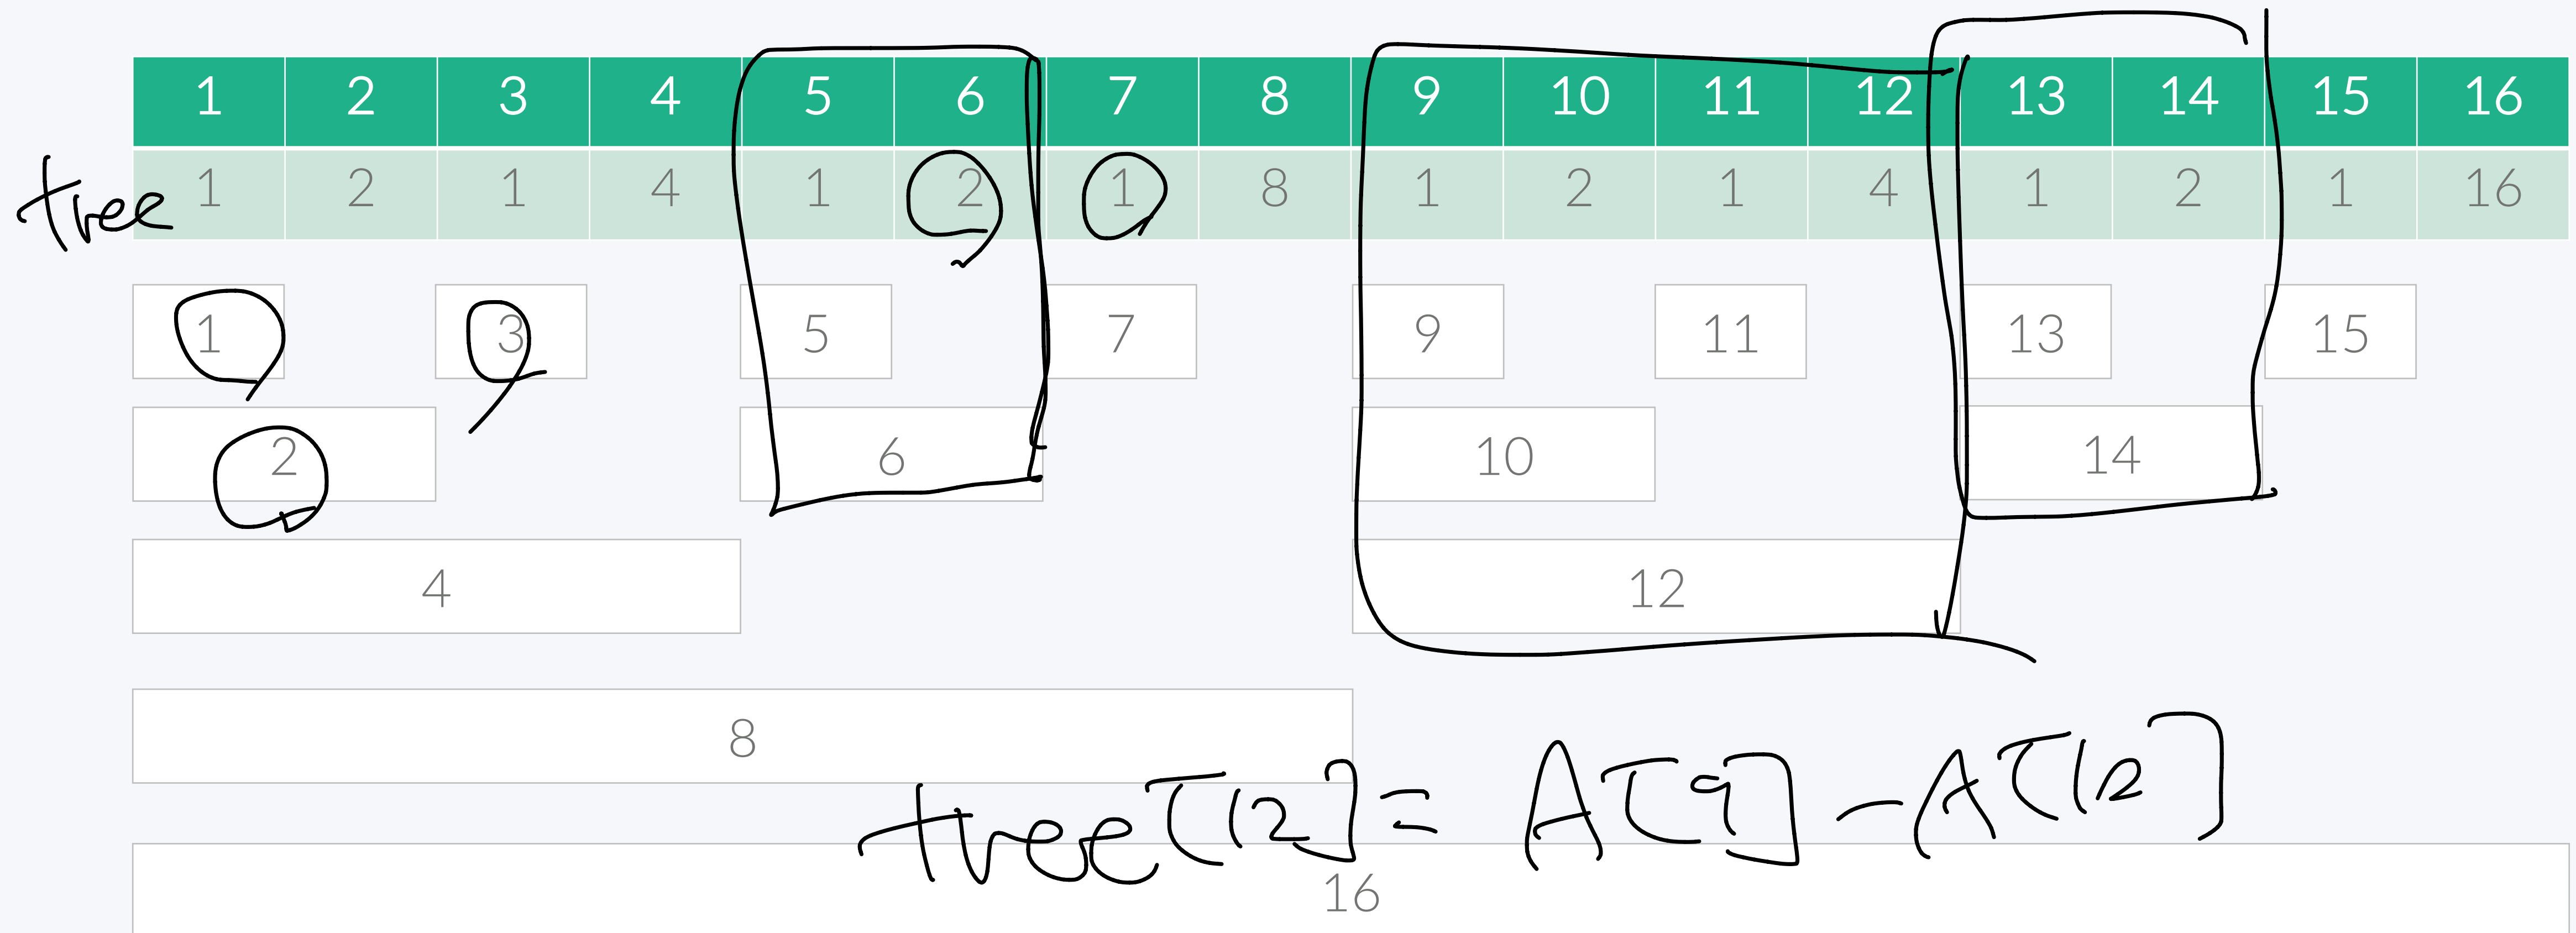 1 2 3 4 5 6 7 8 9 10 11 12 13 14 15 16
tree 1 2 1 4 1 2 1 8 1 2 1 4 1 2 1 16
1 3 5 7 9 11 13 15
2 6 10 14
4 12
8
tree[12] = A[9] - A[12]
16